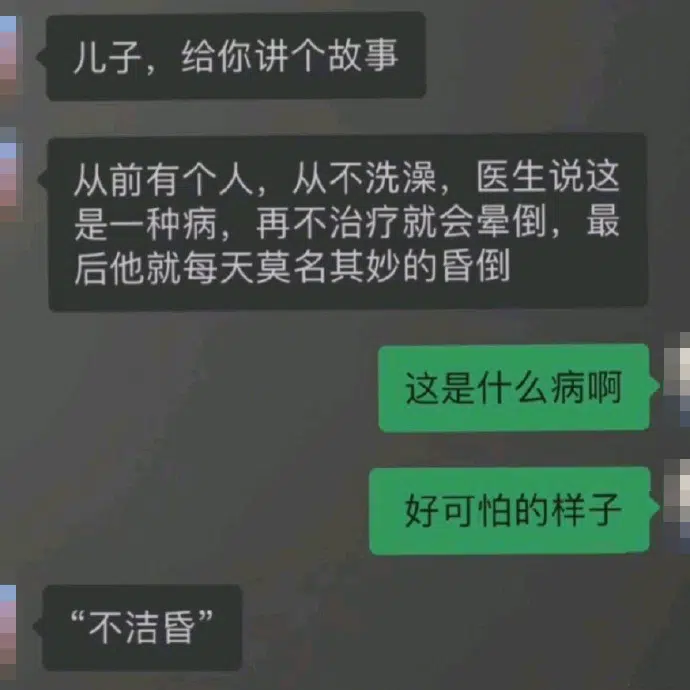 儿子，给你讲个故事
从前有个人，从不洗澡，医生说这
是一种病，再不治疗就会晕倒，最
后他就每天莫名其妙的昏倒
这是什么病啊
好可怕的样子
“不洁昏”